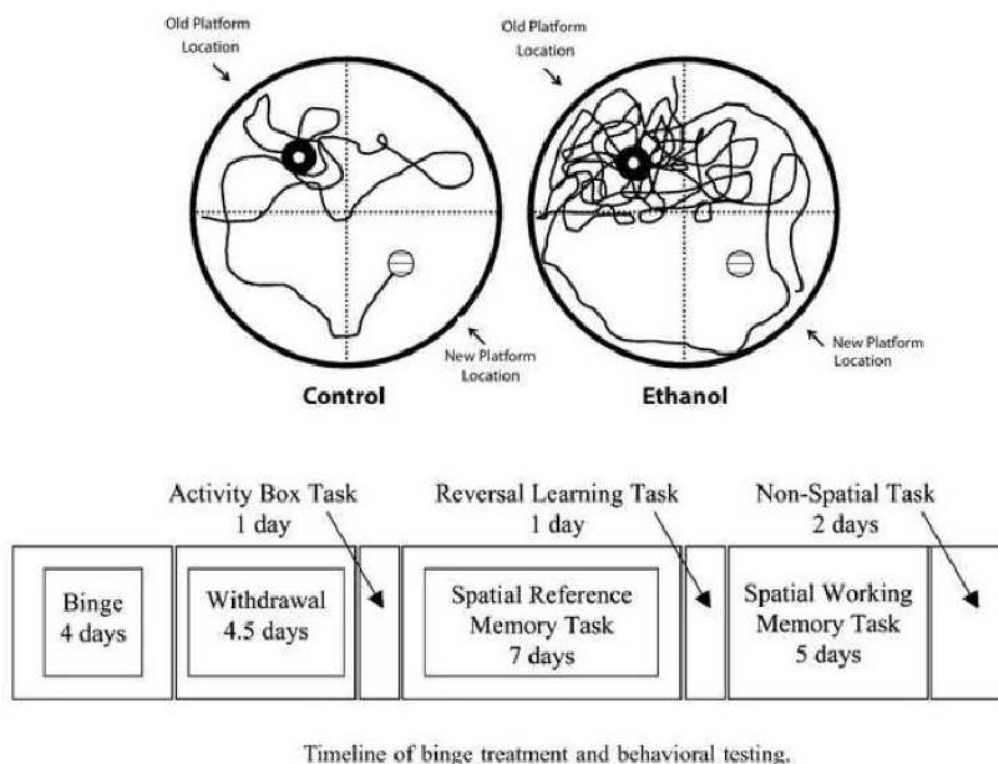 Old Platform
Location
Old Platform
Location
New Platform
Location
New Platform
Location
Control
Ethanol
Activity Box Task
1 day
Reversal Learning Task
1 day
Non-Spatial Task
2 days
Binge
4 days
Withdrawal
4.5 days
Spatial Reference
Memory Task
7 days
Spatial Working
Memory Task
5 days
Timeline of binge treatment and behavioral testing.